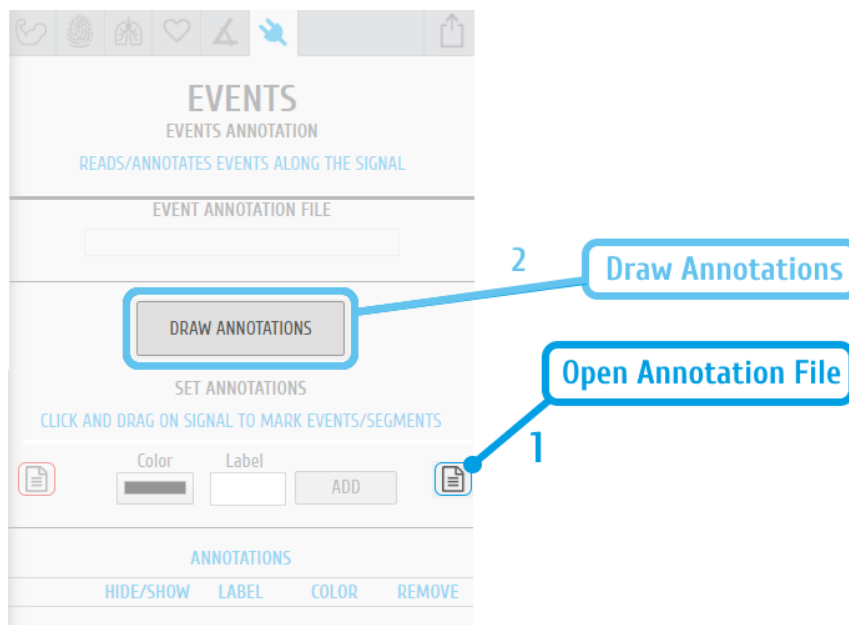 EVENTS
EVENTS ANNOTATION
READS/ANNOTATES EVENTS ALONG THE SIGNAL
EVENT ANNOTATION FILE
2
Draw Annotations
DRAW ANNOTATIONS
Open Annotation File
SET ANNOTATIONS
CLICK AND DRAG ON SIGNAL TO MARK EVENTS/SEGMENTS
1
Color Label
ADD
ANNOTATIONS
HIDE/SHOW LABEL COLOR REMOVE